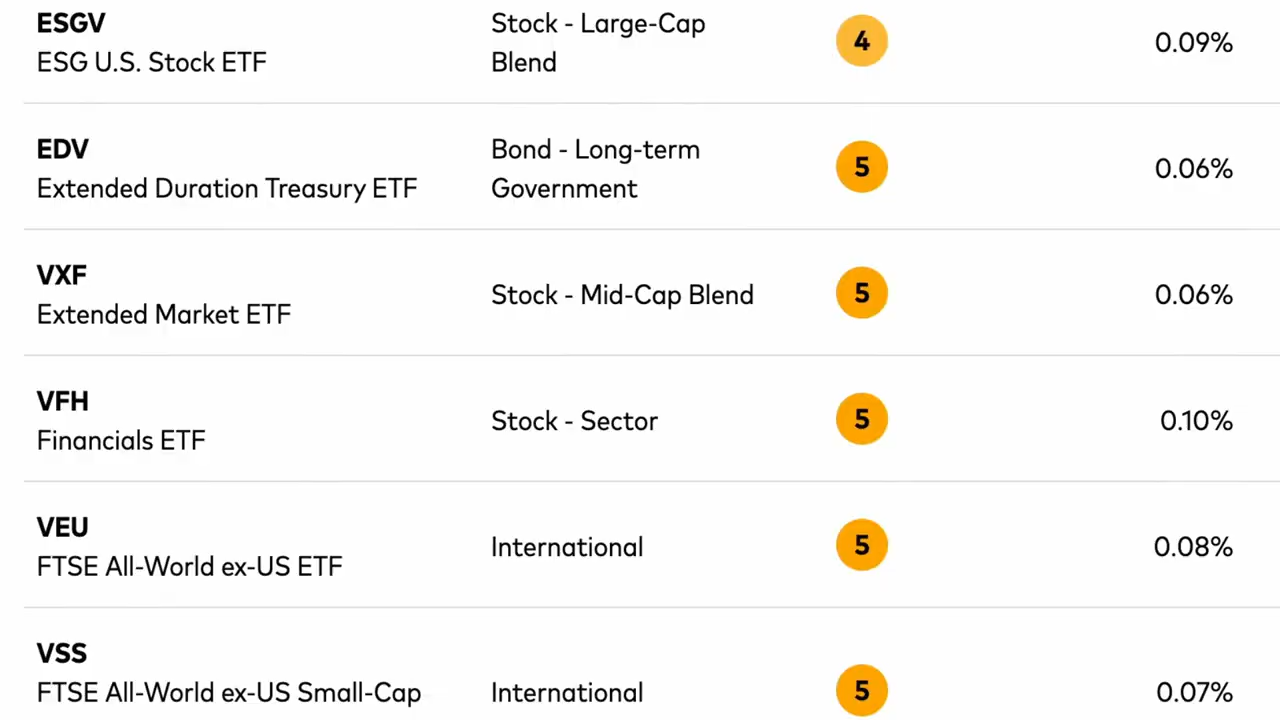 ESGV
ESG U.S. Stock ETF
Stock - Large-Cap
Blend
4
0.09%
EDV
Extended Duration Treasury ETF
Bond - Long-term
Government
5
0.06%
VXF
Extended Market ETF
Stock - Mid-Cap Blend
5
0.06%
VFH
Financials ETF
Stock - Sector
5
0.10%
VEU
FTSE All-World ex-US ETF
International
5
0.08%
VSS
FTSE All-World ex-US Small-Cap
International
5
0.07%